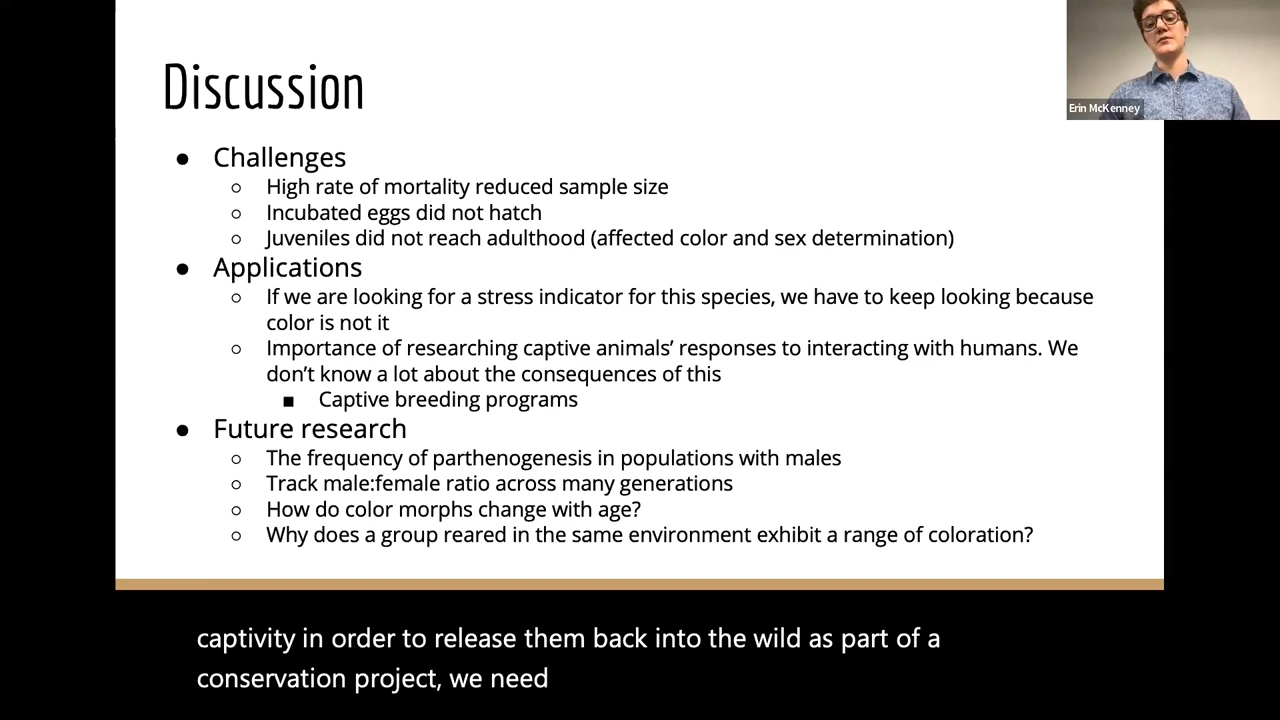 Discussion
Erin McKenney
● Challenges
○ High rate of mortality reduced sample size
○ Incubated eggs did not hatch
○ Juveniles did not reach adulthood (affected color and sex determination)
● Applications
○ If we are looking for a stress indicator for this species, we have to keep looking because
color is not it
○ Importance of researching captive animals’ responses to interacting with humans. We
don’t know a lot about the consequences of this
■ Captive breeding programs
● Future research
○ The frequency of parthenogenesis in populations with males
○ Track male:female ratio across many generations
○ How do color morphs change with age?
○ Why does a group reared in the same environment exhibit a range of coloration?
captivity in order to release them back into the wild as part of a
conservation project, we need